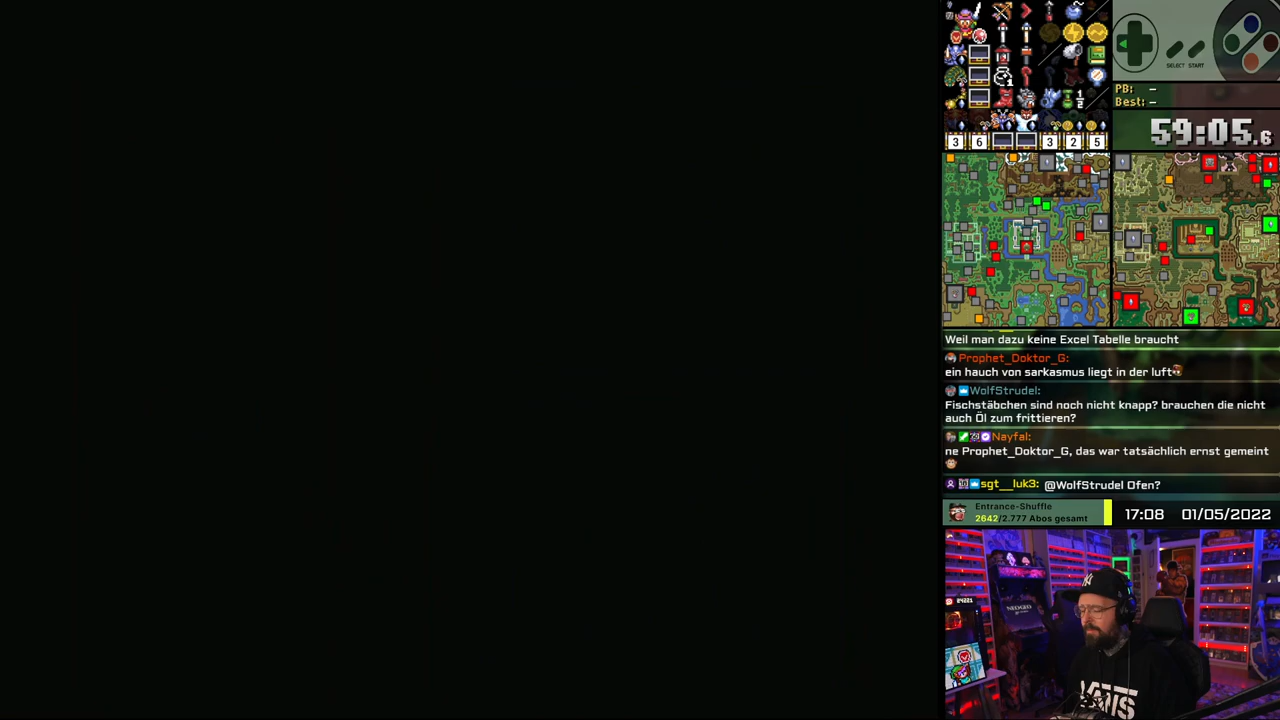 SELECT START
PB: –
Best: –
59:05.6
1
1/2
3 6 3 2 5
Weil man dazu keine Excel Tabelle braucht
Prophet_Doktor_G:
ein hauch von sarkasmus liegt in der luft
WolfStrudel:
Fischstäbchen sind noch nicht knapp? brauchen die nicht
auch Öl zum frittieren?
Nayfal:
ne Prophet_Doktor_G, das war tatsächlich ernst gemeint
sgt__luk3: @WolfStrudel Ofen?
Entrance-Shuffle
2642/2.777 Abos gesamt
17:08 01/05/2022
NEOGEO
VANS